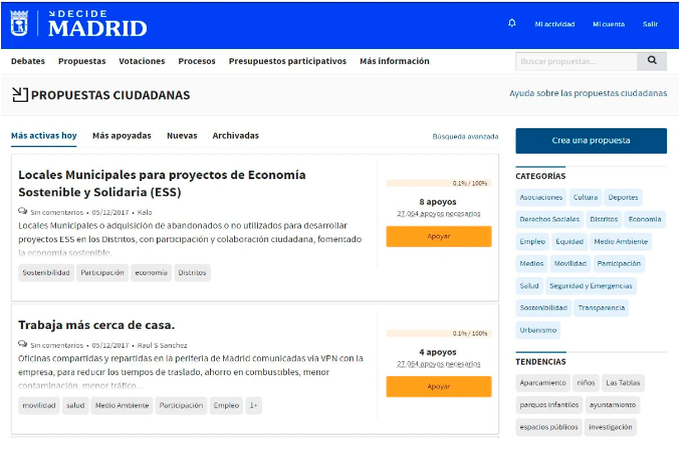 DECIDE
MADRID
Mi actividad
Mi cuenta
Salir
Debates
Propuestas
Votaciones
Procesos
Presupuestos participativos
Más información
Buscar propuestas...
PROPUESTAS CIUDADANAS
Ayuda sobre las propuestas ciudadanas
Más activas hoy
Más apoyadas
Nuevas
Archivadas
Búsqueda avanzada
Locales Municipales para proyectos de Economía
Sostenible y Solidaria (ESS)
Sin comentarios • 05/12/2017 • Kalo
Locales Municipales o adquisición de abandonados o no utilizados para desarrollar
proyectos ESS en los Distritos, con participación y colaboración ciudadana, fomentado
la economía sostenible.
Sostenibilidad
Participación
economía
Distritos
0.1% / 100%
8 apoyos
27.064 apoyos necesarios
Apoyar
Trabaja más cerca de casa.
Sin comentarios • 05/12/2017 • Raul S Sanchez
Oficinas compartidas y repartidas en la periferia de Madrid comunicadas vía VPN con la
empresa, para reducir los tiempos de traslado, ahorro en combustibles, menor
contaminación, menor tráfico...
movilidad
salud
Medio Ambiente
Participación
Empleo
1+
0.1% / 100%
4 apoyos
27.064 apoyos necesarios
Apoyar
Crea una propuesta
CATEGORÍAS
Asociaciones
Cultura
Deportes
Derechos Sociales
Distritos
Economía
Empleo
Equidad
Medio Ambiente
Medios
Movilidad
Participación
Salud
Seguridad y Emergencias
Sostenibilidad
Transparencia
Urbanismo
TENDENCIAS
Aparcamiento
niños
Las Tablas
parques infantiles
ayuntamiento
espacios públicos
investigación